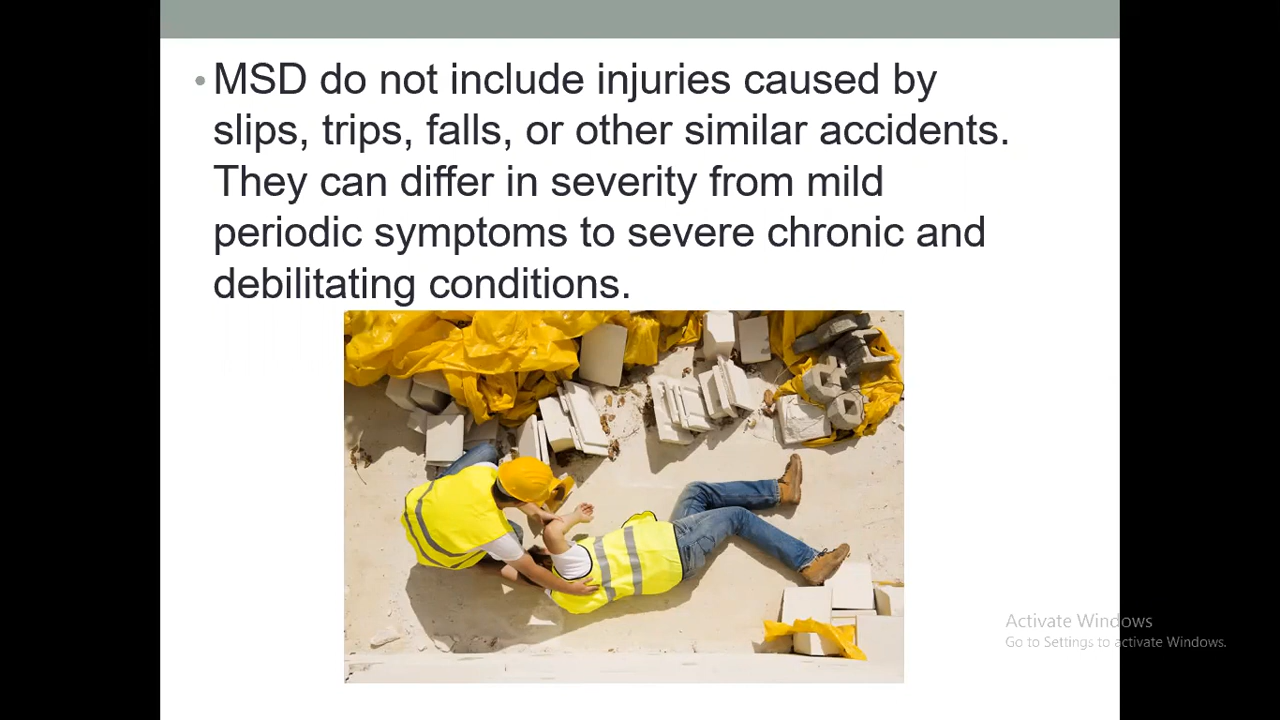 • MSD do not include injuries caused by
slips, trips, falls, or other similar accidents.
They can differ in severity from mild
periodic symptoms to severe chronic and
debilitating conditions.
Activate Windows
Go to Settings to activate Windows.